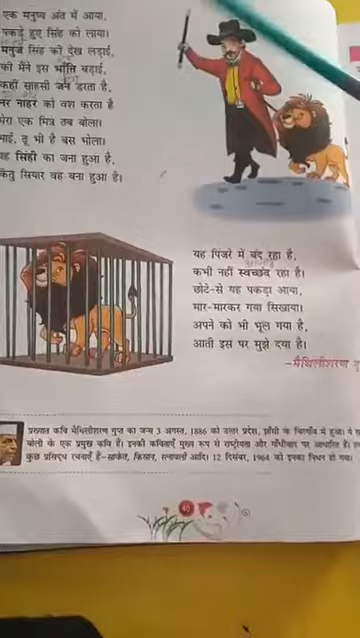 एक मनुष्य अंत में आया,
पकड़े हुए सिंह को लाया।
मनुज सिंह की देख लड़ाई,
की मैंने इस भाँति बड़ाई,
कहीं साहसी जन डरता है
नर नाहर को वश करता है
मेरा एक मित्र तब बोला।
भाई, तू भी है बस भोला।
यह सिंही का जना हुआ है,
किंतु सियार वह बना हुआ है।
यह पिंजरे में बंद रहा है,
कभी नहीं स्वच्छंद रहा है।
छोटे-से यह पकड़ा आया,
मार-मारकर गया सिखाया।
अपने को भी भूल गया है,
आती इस पर मुझे दया है।
–मैथिलीशरण
प्रख्यात कवि मैथिलीशरण गुप्त का जन्म 3 अगस्त, 1886 को उत्तर प्रदेश, झाँसी के चिरगाँव में हुआ। ये
बोली के एक प्रमुख कवि हैं। इनकी कविताएँ मुख्य रूप से राष्ट्रीयता और गाँधीवाद पर आधारित हैं।
कुछ प्रसिद्ध रचनाएँ हैं–साकेत, किसान, रत्नावली आदि। 12 दिसंबर, 1964 को इनका निधन हो गया।